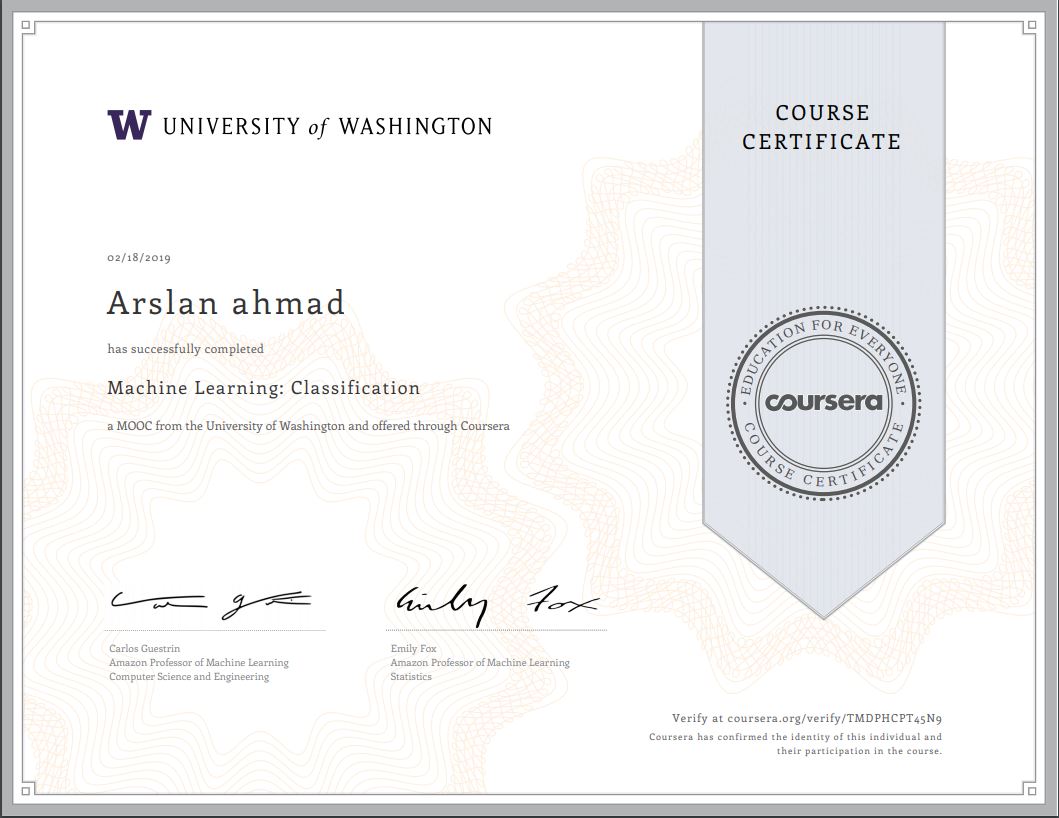 W UNIVERSITY of WASHINGTON
COURSE
CERTIFICATE
02/18/2019
Arslan ahmad
has successfully completed
Machine Learning: Classification
a MOOC from the University of Washington and offered through Coursera
EDUCATION FOR EVERYONE
coursera
COURSE CERTIFICATE
Emily Fox
Carlos Guestrin
Amazon Professor of Machine Learning
Computer Science and Engineering
Emily Fox
Amazon Professor of Machine Learning
Statistics
Verify at coursera.org/verify/TMDPHCPT45N9
Coursera has confirmed the identity of this individual and
their participation in the course.